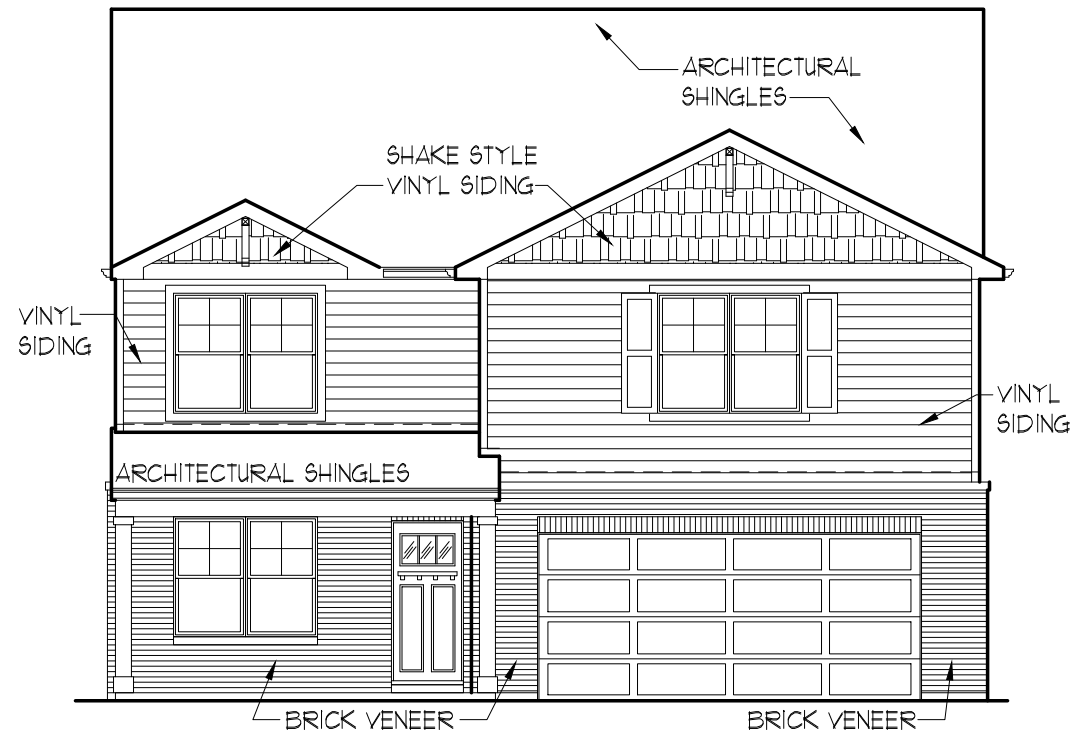 ARCHITECTURAL
SHINGLES
SHAKE STYLE
VINYL SIDING
VINYL
SIDING
VINYL
SIDING
ARCHITECTURAL SHINGLES
BRICK VENEER
BRICK VENEER